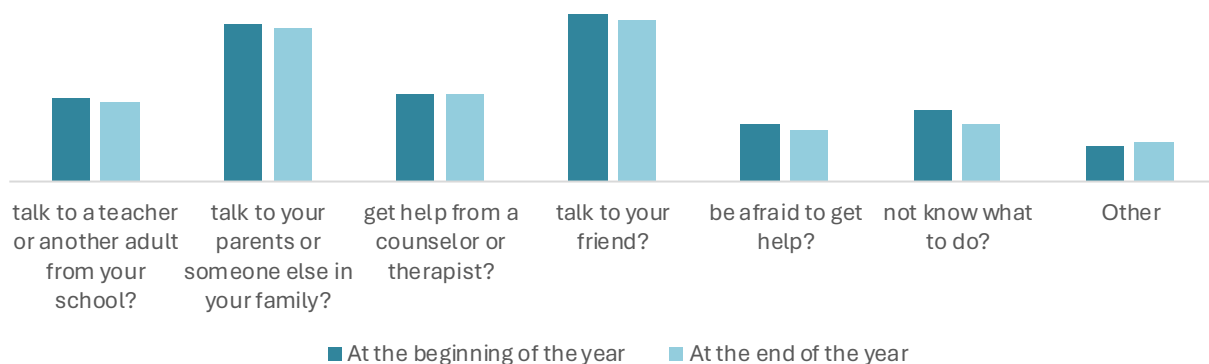 talk to a teacher
or another adult
from your
school?
talk to your
parents or
someone else in
your family?
get help from a
counselor or
therapist?
talk to your
friend?
be afraid to get
help?
not know what
to do?
Other
At the beginning of the year
At the end of the year